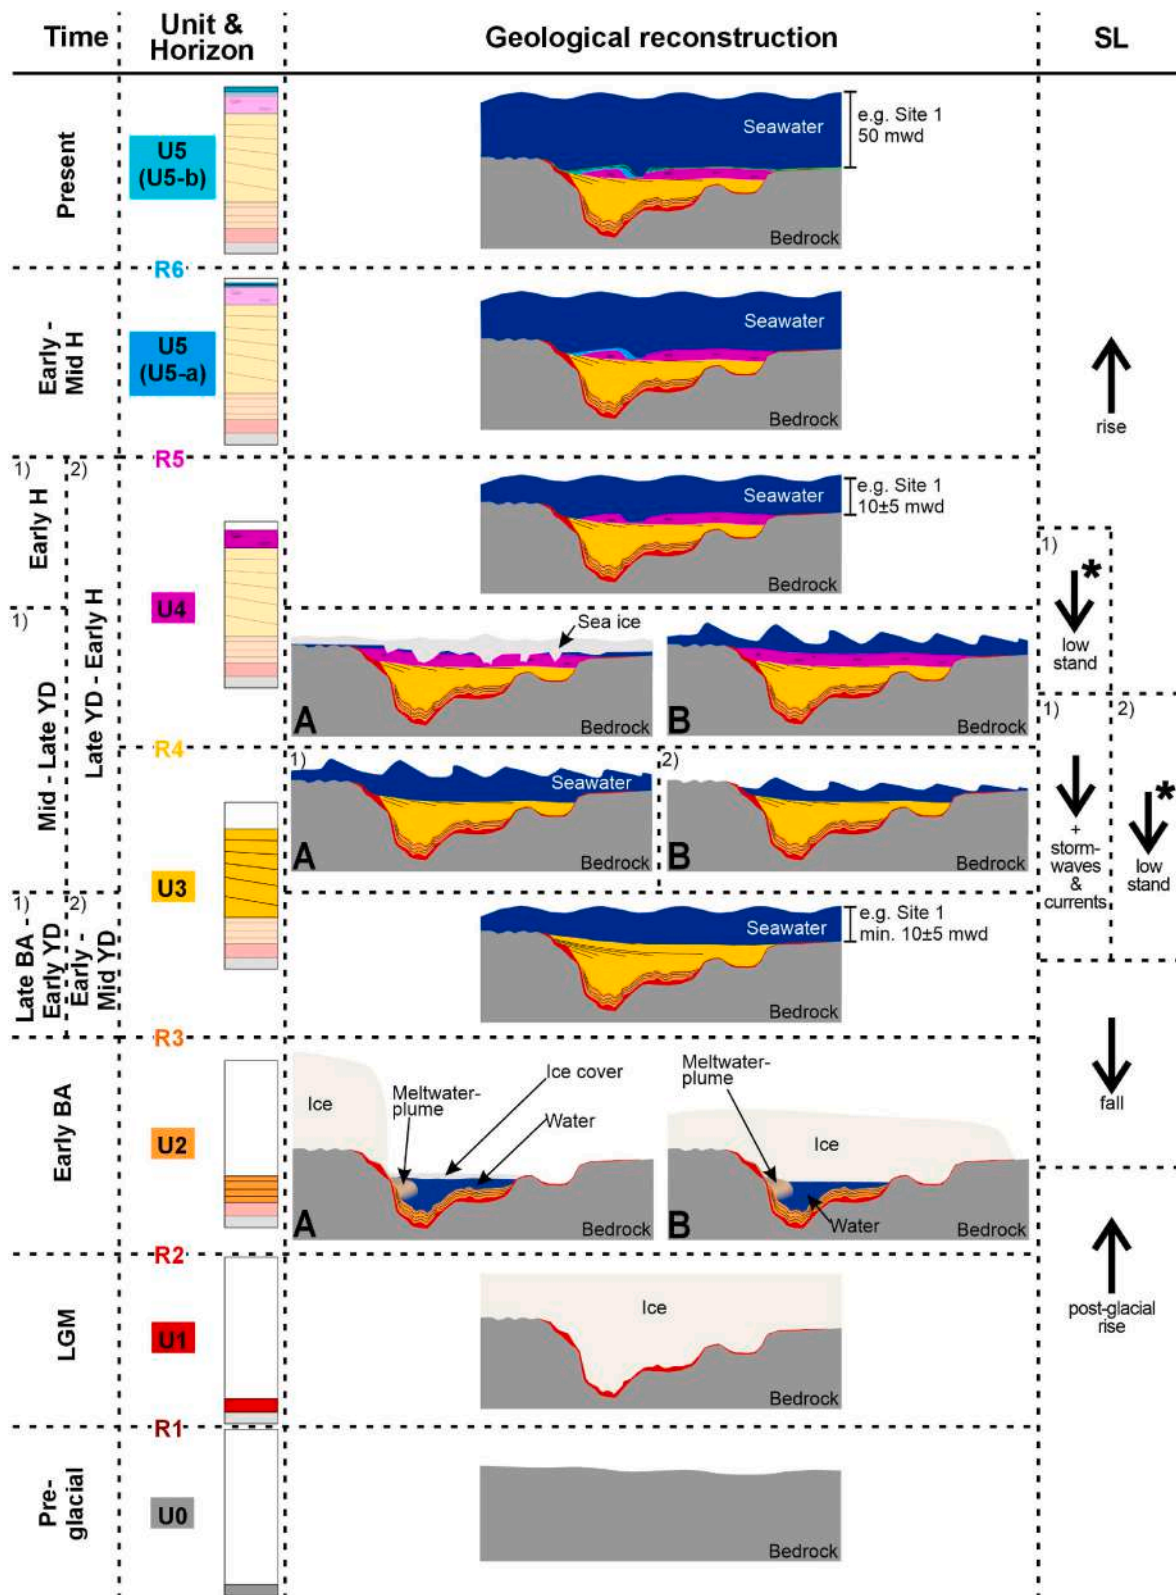 Time
Unit &
Horizon
Geological reconstruction
SL
Present
U5
(U5-b)
Seawater
e.g. Site 1
50 mwd
Bedrock
R6
Early -
Mid H
U5
(U5-a)
Seawater
Bedrock
rise
R5
1)
2)
Early H
Late YD - Early H
U4
Seawater
e.g. Site 1
10±5 mwd
Bedrock
1)
*
low
stand
1)
Mid - Late YD
Sea ice
A
Bedrock
B
Bedrock
R4
1)
Seawater
A
Bedrock
2)
B
Bedrock
1)
+
storm-
waves
&
currents
2)
*
low
stand
U3
1)
2)
Late BA -
Early YD
Early -
Mid YD
Seawater
e.g. Site 1
min. 10±5 mwd
Bedrock
R3
fall
Early BA
U2
Ice
Meltwater-
plume
Ice cover
Water
A
Bedrock
Meltwater-
plume
Ice
Water
B
Bedrock
R2
LGM
U1
Ice
Bedrock
post-glacial
rise
R1
Pre-
glacial
U0
Bedrock